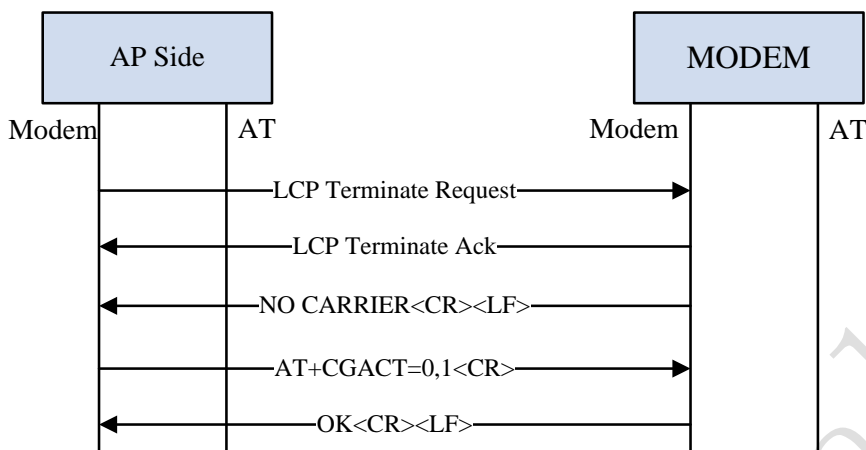 AP Side
MODEM
Modem
AT
Modem
AT
LCP Terminate Request
LCP Terminate Ack
NO CARRIER<CR><LF>
AT+CGACT=0,1<CR>
OK<CR><LF>